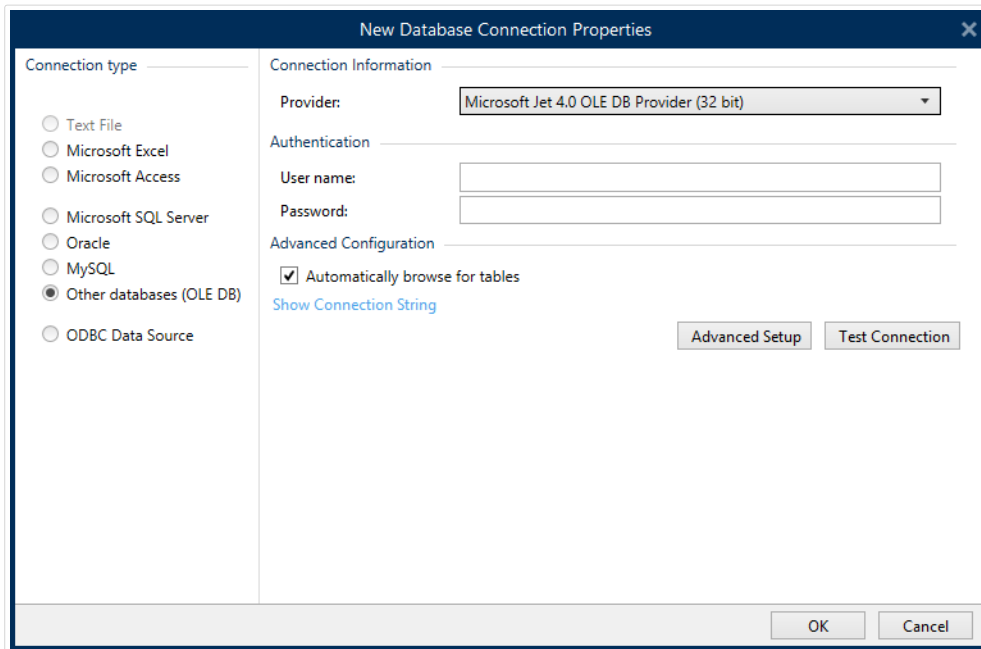 New Database Connection Properties
Connection type
Text File
Microsoft Excel
Microsoft Access
Microsoft SQL Server
Oracle
MySQL
Other databases (OLE DB)
ODBC Data Source
Connection Information
Provider: Microsoft Jet 4.0 OLE DB Provider (32 bit)
Authentication
User name:
Password:
Advanced Configuration
Automatically browse for tables
Show Connection String
Advanced Setup Test Connection
OK Cancel